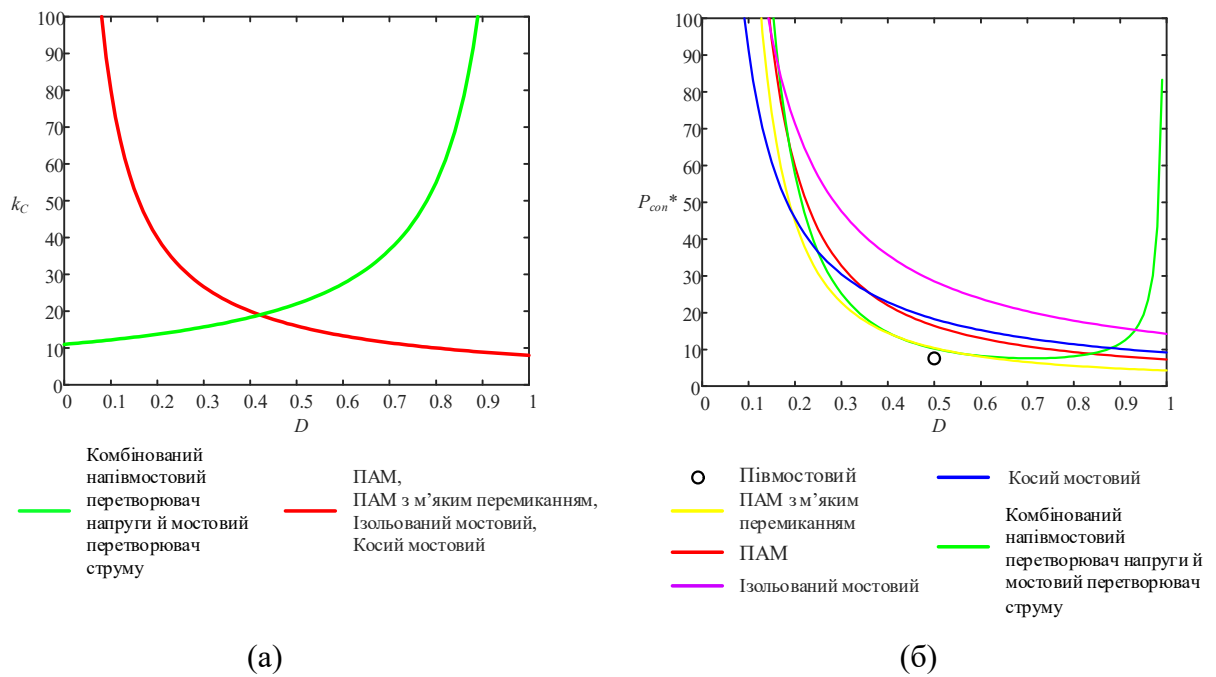 100
90
80
70
60
50
40
30
20
10
0
k_C
0 0.1 0.2 0.3 0.4 0.5 0.6 0.7 0.8 0.9 1
D
Комбінований
напівмостовий
перетворювач
напруги й мостовий
перетворювач
струму
ПАМ,
ПАМ з м’яким перемиканням,
Ізольований мостовий,
Косий мостовий
(а)
100
90
80
70
60
50
40
30
20
10
0
P_con*
0 0.1 0.2 0.3 0.4 0.5 0.6 0.7 0.8 0.9 1
D
Півмостовий
ПАМ з м’яким
перемиканням
ПАМ
Ізольований мостовий
Косий мостовий
Комбінований
напівмостовий
перетворювач напруги й
мостовий перетворювач
струму
(б)